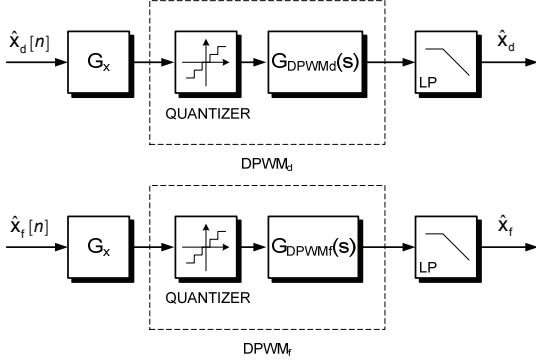 x̂d[n]
Gx
QUANTIZER
GDPWMd(s)
LP
x̂d
DPWMd
x̂f[n]
Gx
QUANTIZER
GDPWMf(s)
LP
x̂f
DPWMf